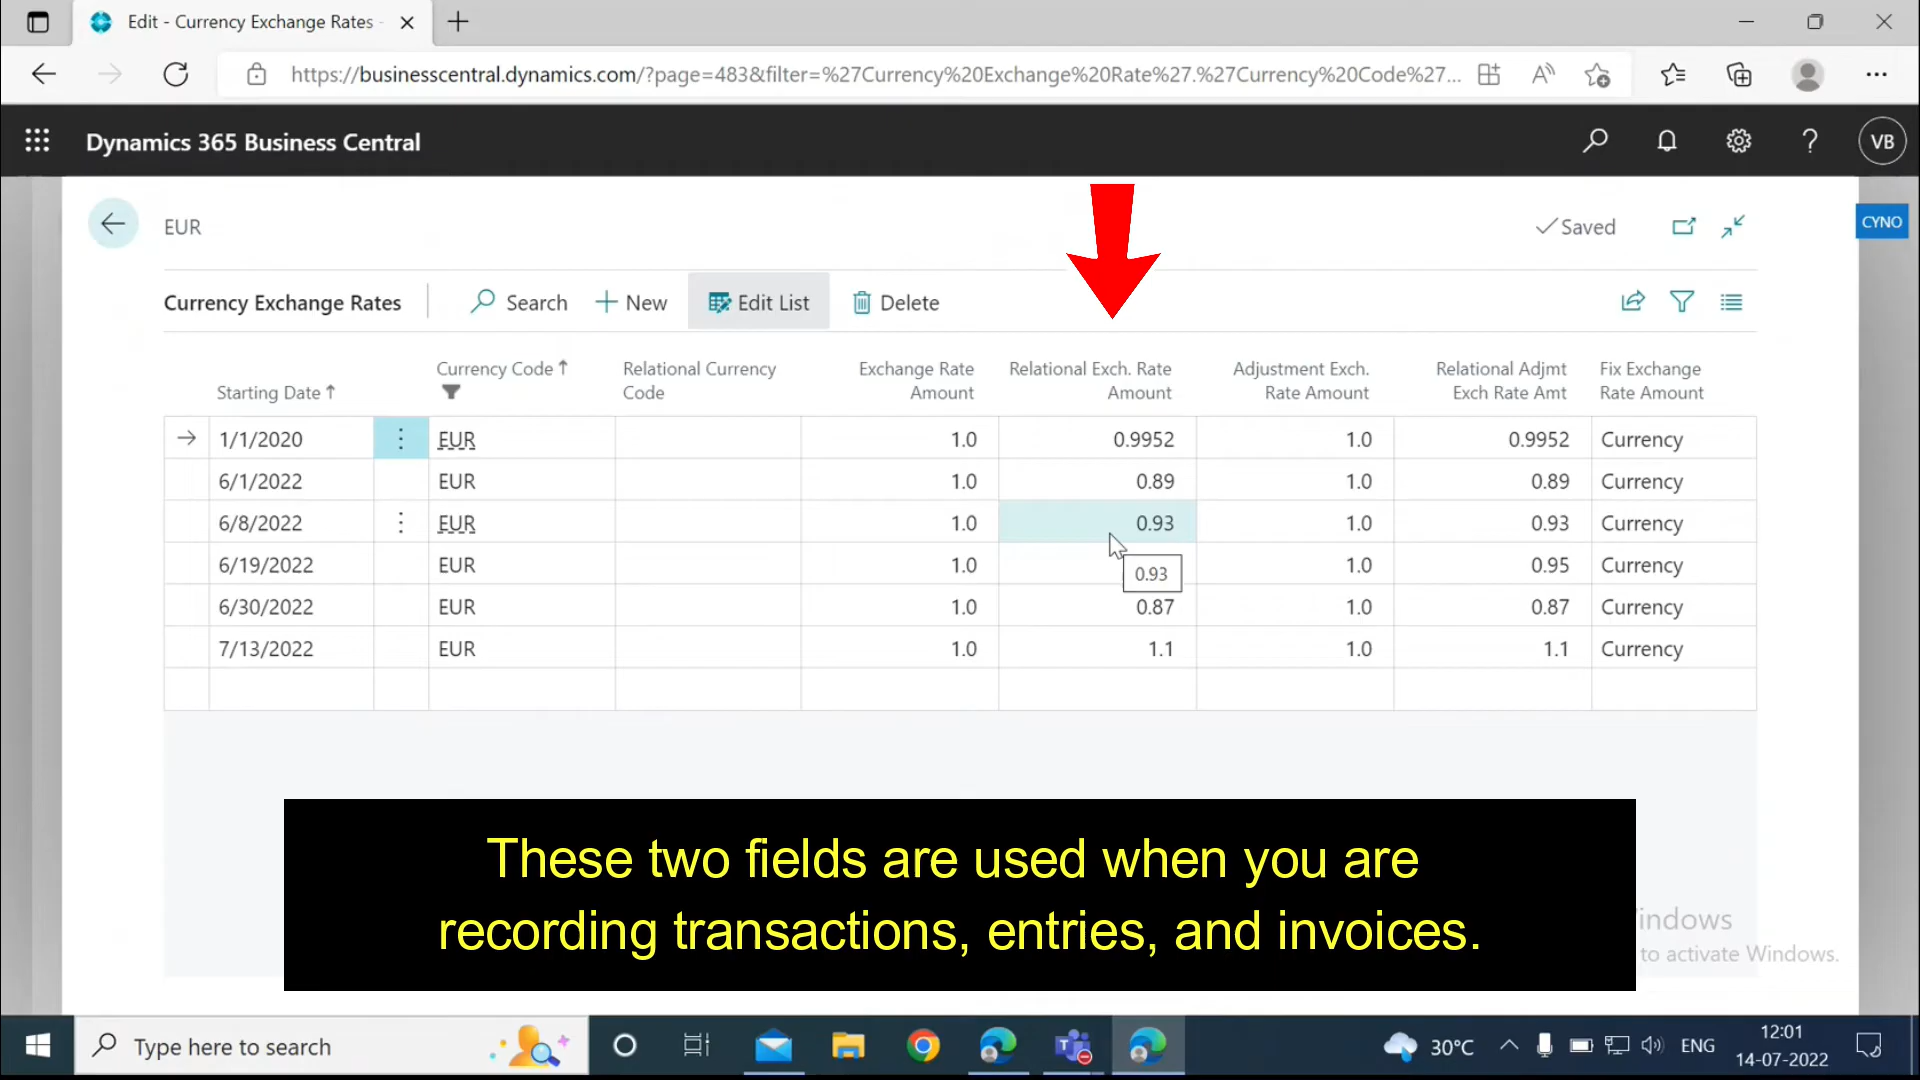 Edit - Currency Exchange Rates -
https://businesscentral.dynamics.com/?page=483&filter=%27Currency%20Exchange%20Rate%27.%27Currency%20Code%27...
Dynamics 365 Business Central
VB
EUR
Saved
CYNO
Currency Exchange Rates
Search
New
Edit List
Delete
Starting Date↑ Currency Code↑ Relational Currency Code Exchange Rate Amount Relational Exch. Rate Amount Adjustment Exch. Rate Amount Relational Adjmt Exch Rate Amt Fix Exchange Rate Amount
1/1/2020 EUR 1.0 0.9952 1.0 0.9952 Currency
6/1/2022 EUR 1.0 0.89 1.0 0.89 Currency
6/8/2022 EUR 1.0 0.93 1.0 0.93 Currency
6/19/2022 EUR 1.0 1.0 0.95 Currency
0.93
6/30/2022 EUR 1.0 0.87 1.0 0.87 Currency
7/13/2022 EUR 1.0 1.1 1.0 1.1 Currency
These two fields are used when you are
recording transactions, entries, and invoices.
indows
to activate Windows.
Type here to search
30°C
ENG
12:01
14-07-2022